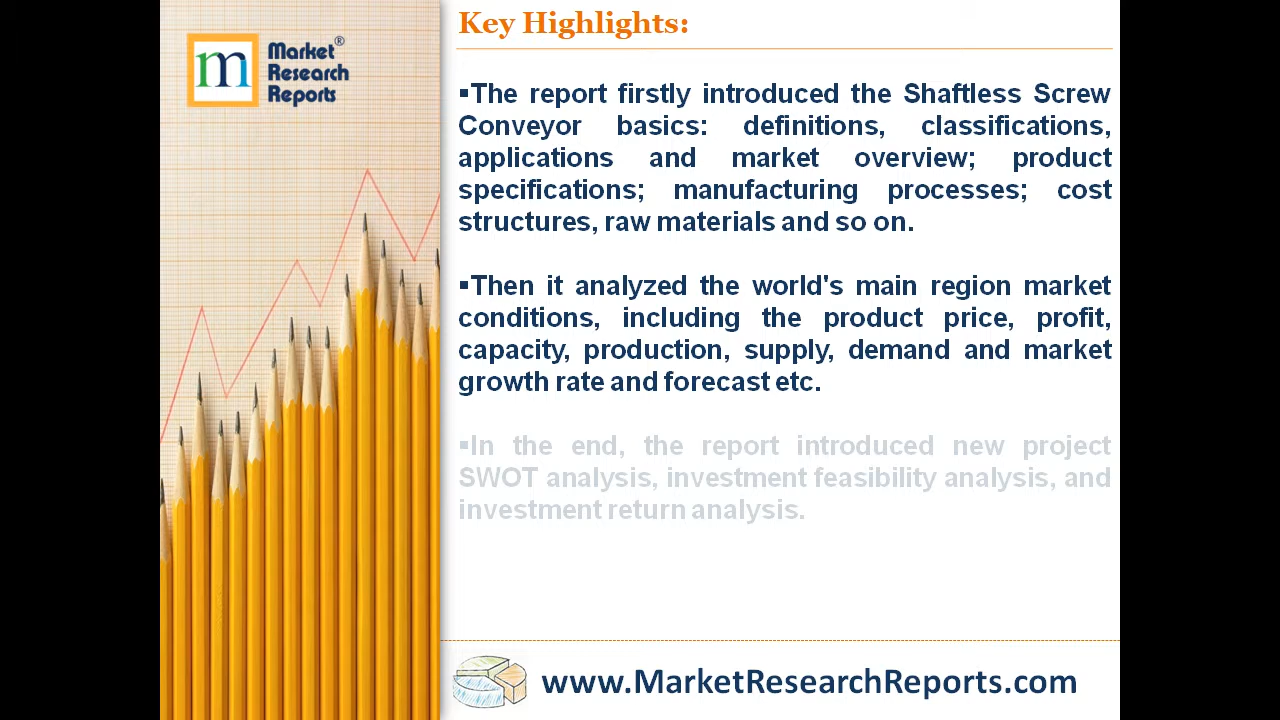 Market®
Research
Reports
Key Highlights:
▪The report firstly introduced the Shaftless Screw
Conveyor basics: definitions, classifications,
applications and market overview; product
specifications; manufacturing processes; cost
structures, raw materials and so on.
▪Then it analyzed the world's main region market
conditions, including the product price, profit,
capacity, production, supply, demand and market
growth rate and forecast etc.
▪In the end, the report introduced new project
SWOT analysis, investment feasibility analysis, and
investment return analysis.
www.MarketResearchReports.com